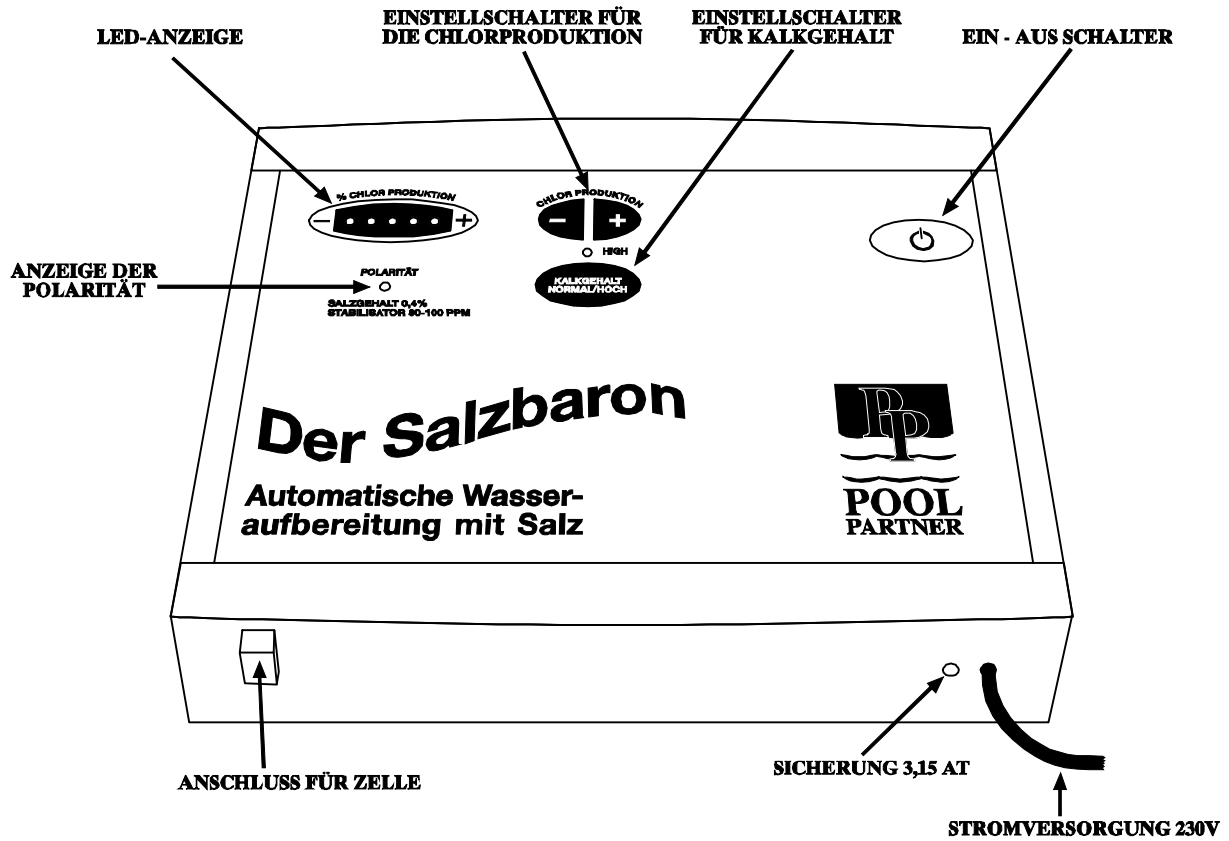 EINSTELLSCHALTER FÜR
DIE CHLORPRODUKTION
EINSTELLSCHALTER
FÜR KALKGEHALT
LED-ANZEIGE
EIN - AUS SCHALTER
% CHLOR PRODUKTION
– +
CHLOR PRODUKTION
– +
HIGH
KALKGEHALT
NORMAL/HOCH
ANZEIGE DER
POLARITÄT
POLARITÄT
SALZGEHALT 0,4%
STABILISATOR 80-100 PPM
Der Salzbaron
Automatische Wasser-
aufbereitung mit Salz
PP
POOL
PARTNER
ANSCHLUSS FÜR ZELLE
SICHERUNG 3,15 AT
STROMVERSORGUNG 230V